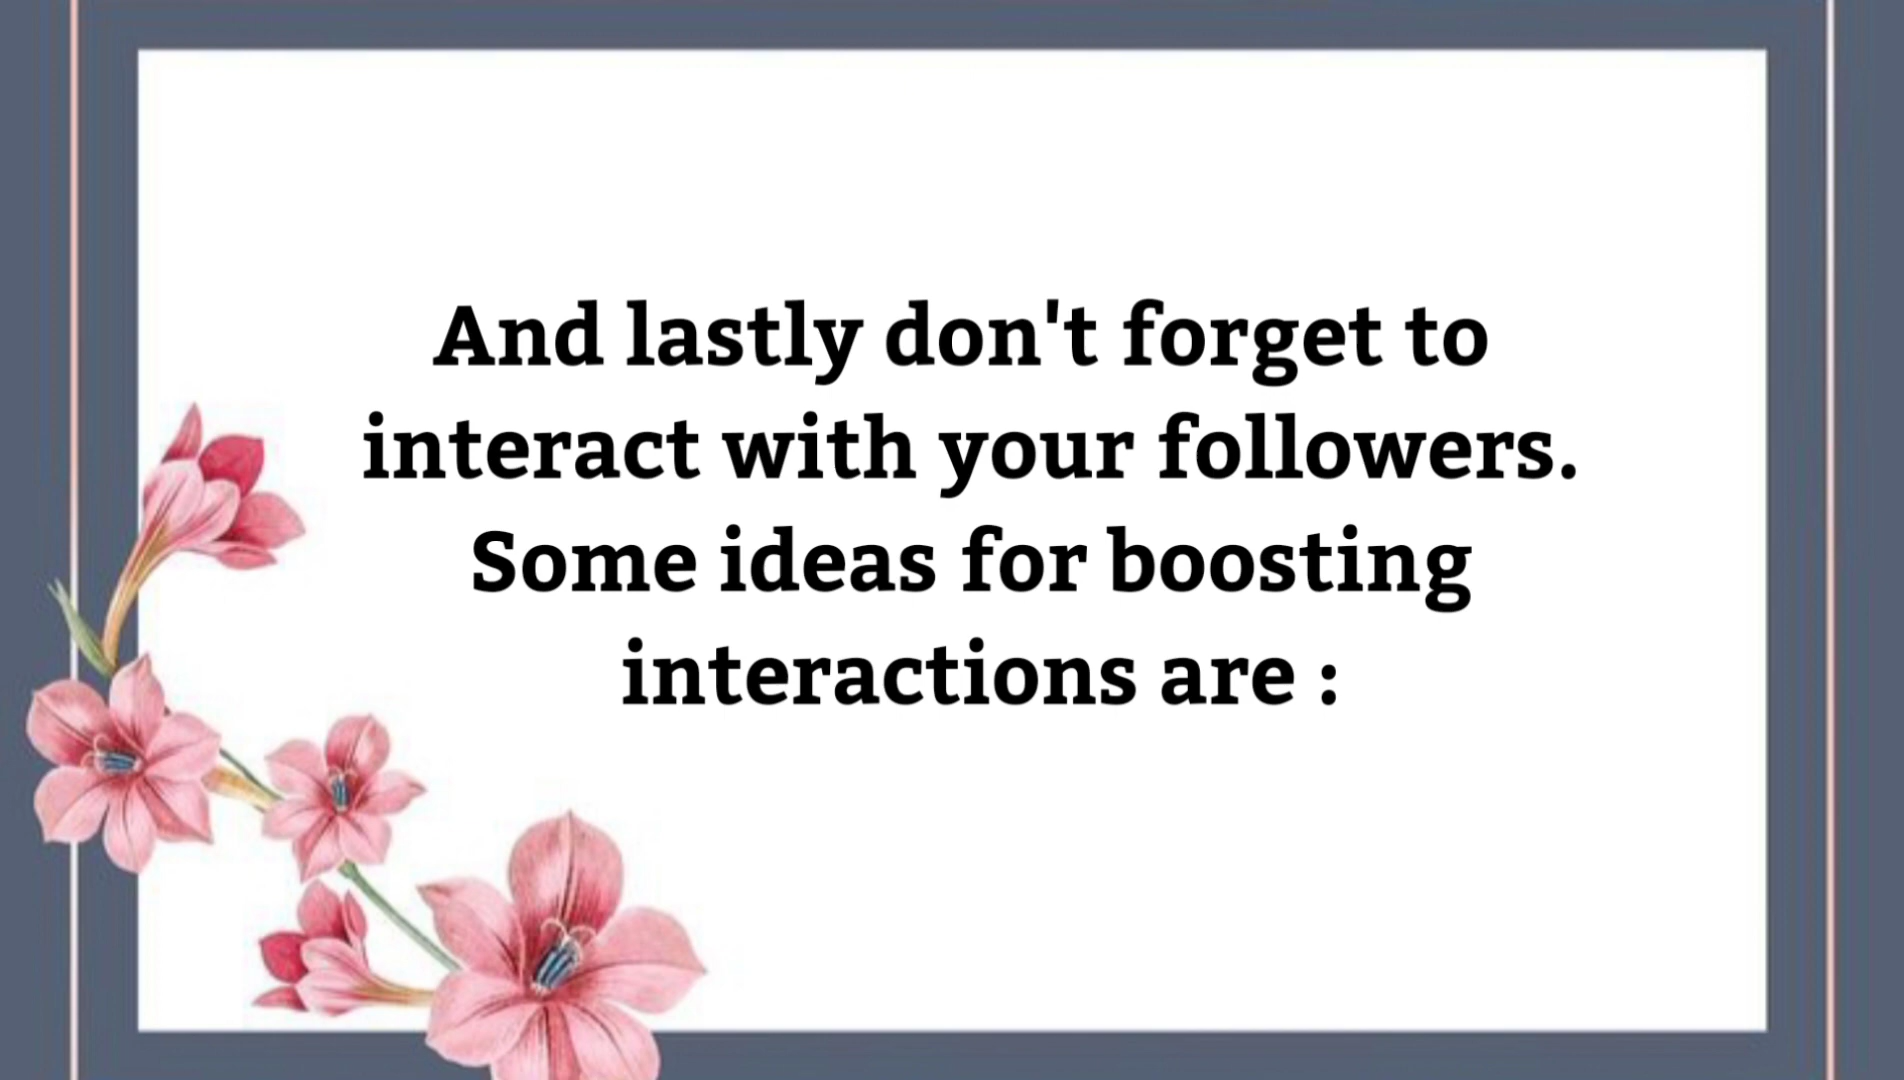 And lastly don't forget to
interact with your followers.
Some ideas for boosting
interactions are :